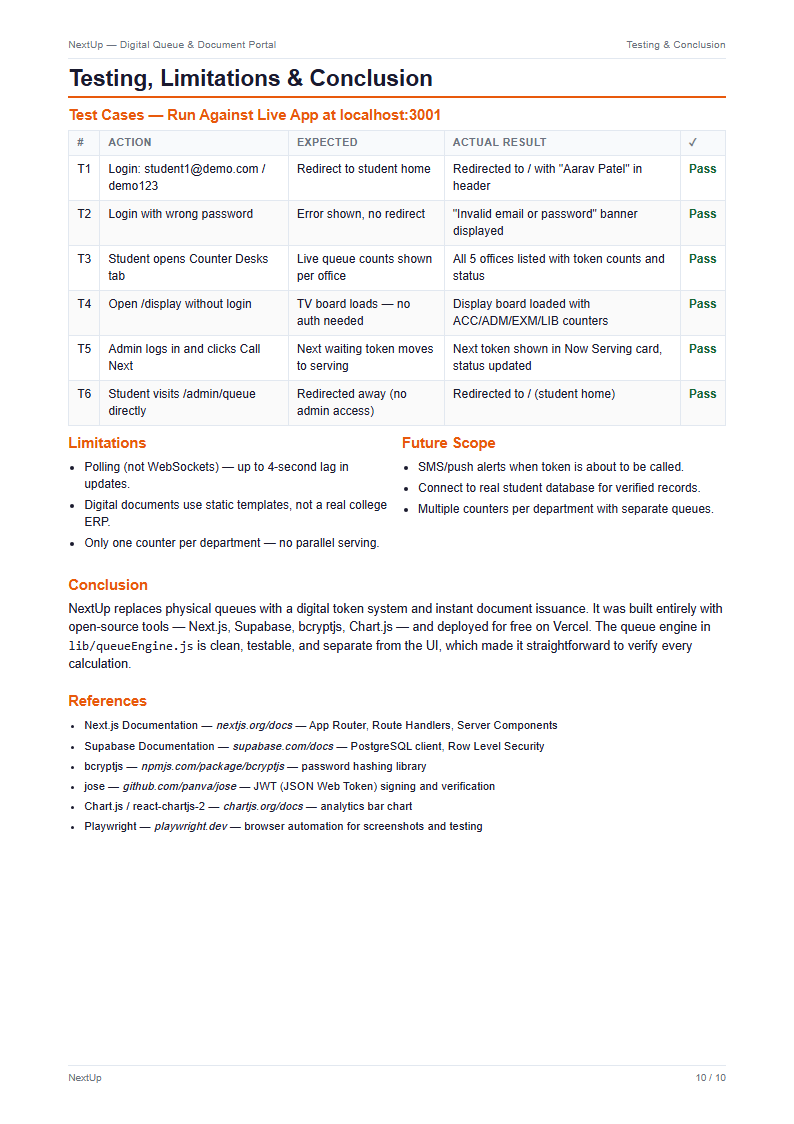 NextUp — Digital Queue & Document Portal
Testing & Conclusion
Testing, Limitations & Conclusion
Test Cases — Run Against Live App at localhost:3001
# ACTION EXPECTED ACTUAL RESULT ✓
T1 Login: student1@demo.com / Redirect to student home Redirected to / with "Aarav Patel" in Pass
demo123 header
T2 Login with wrong password Error shown, no redirect "Invalid email or password" banner Pass
displayed
T3 Student opens Counter Desks Live queue counts shown All 5 offices listed with token counts and Pass
tab per office status
T4 Open /display without login TV board loads — no Display board loaded with Pass
auth needed ACC/ADM/EXM/LIB counters
T5 Admin logs in and clicks Call Next waiting token moves Next token shown in Now Serving card, Pass
Next to serving status updated
T6 Student visits /admin/queue Redirected away (no Redirected to / (student home) Pass
directly admin access)
Limitations
• Polling (not WebSockets) — up to 4-second lag in
updates.
• Digital documents use static templates, not a real college
ERP.
• Only one counter per department — no parallel serving.
Future Scope
• SMS/push alerts when token is about to be called.
• Connect to real student database for verified records.
• Multiple counters per department with separate queues.
Conclusion
NextUp replaces physical queues with a digital token system and instant document issuance. It was built entirely with
open-source tools — Next.js, Supabase, bcryptjs, Chart.js — and deployed for free on Vercel. The queue engine in
lib/queueEngine.js is clean, testable, and separate from the UI, which made it straightforward to verify every
calculation.
References
• Next.js Documentation — nextjs.org/docs — App Router, Route Handlers, Server Components
• Supabase Documentation — supabase.com/docs — PostgreSQL client, Row Level Security
• bcryptjs — npmjs.com/package/bcryptjs — password hashing library
• jose — github.com/panva/jose — JWT (JSON Web Token) signing and verification
• Chart.js / react-chartjs-2 — chartjs.org/docs — analytics bar chart
• Playwright — playwright.dev — browser automation for screenshots and testing
NextUp
10 / 10